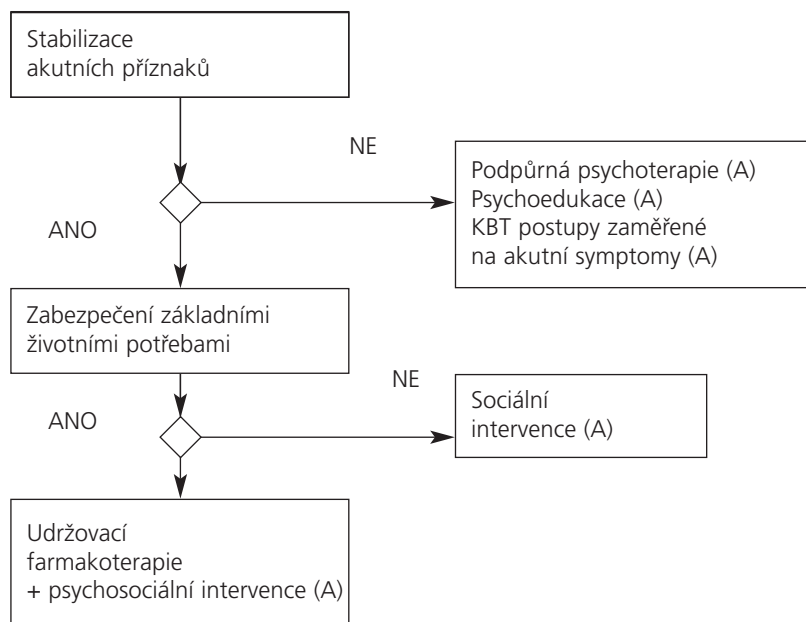 Stabilizace
akutních příznaků
NE
Podpůrná psychoterapie (A)
Psychoedukace (A)
KBT postupy zaměřené
na akutní symptomy (A)
ANO
Zabezpečení základními
životními potřebami
NE
Sociální
intervence (A)
ANO
Udržovací
farmakoterapie
+ psychosociální intervence (A)